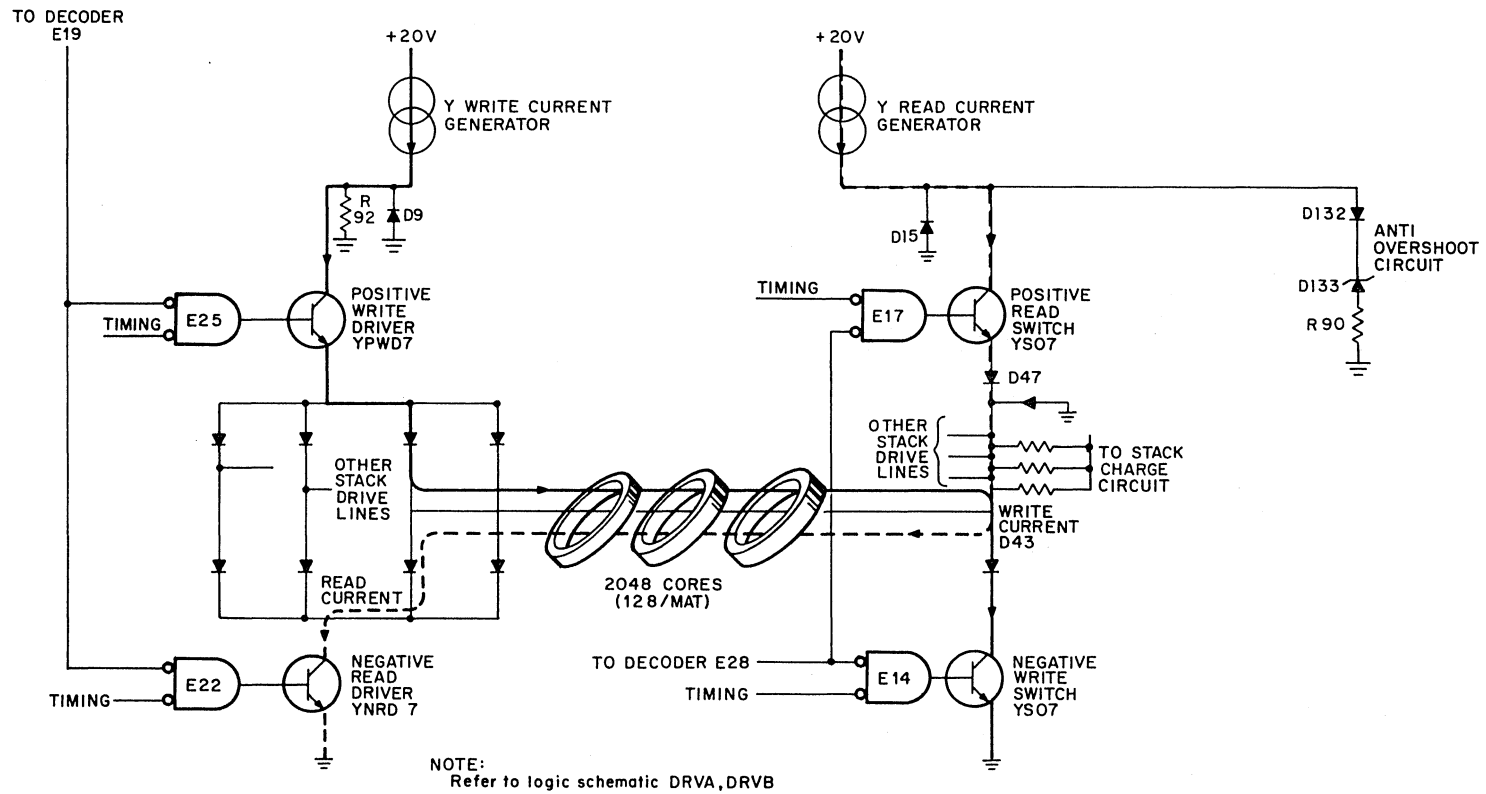 TO DECODER
E19
+20V
Y WRITE CURRENT
GENERATOR
R
92
D9
+20V
Y READ CURRENT
GENERATOR
D15
D132
ANTI
OVERSHOOT
CIRCUIT
D133
R90
E25
TIMING
POSITIVE
WRITE
DRIVER
YPWD7
TIMING
E17
POSITIVE
READ
SWITCH
YS07
D47
OTHER
STACK
DRIVE
LINES
OTHER
STACK
DRIVE
LINES
TO STACK
CHARGE
CIRCUIT
WRITE
CURRENT
D43
READ
CURRENT
2048 CORES
(128/MAT)
E22
TIMING
NEGATIVE
READ
DRIVER
YNRD 7
TO DECODER E28
TIMING
E14
NEGATIVE
WRITE
SWITCH
YS07
NOTE:
Refer to logic schematic DRVA, DRVB